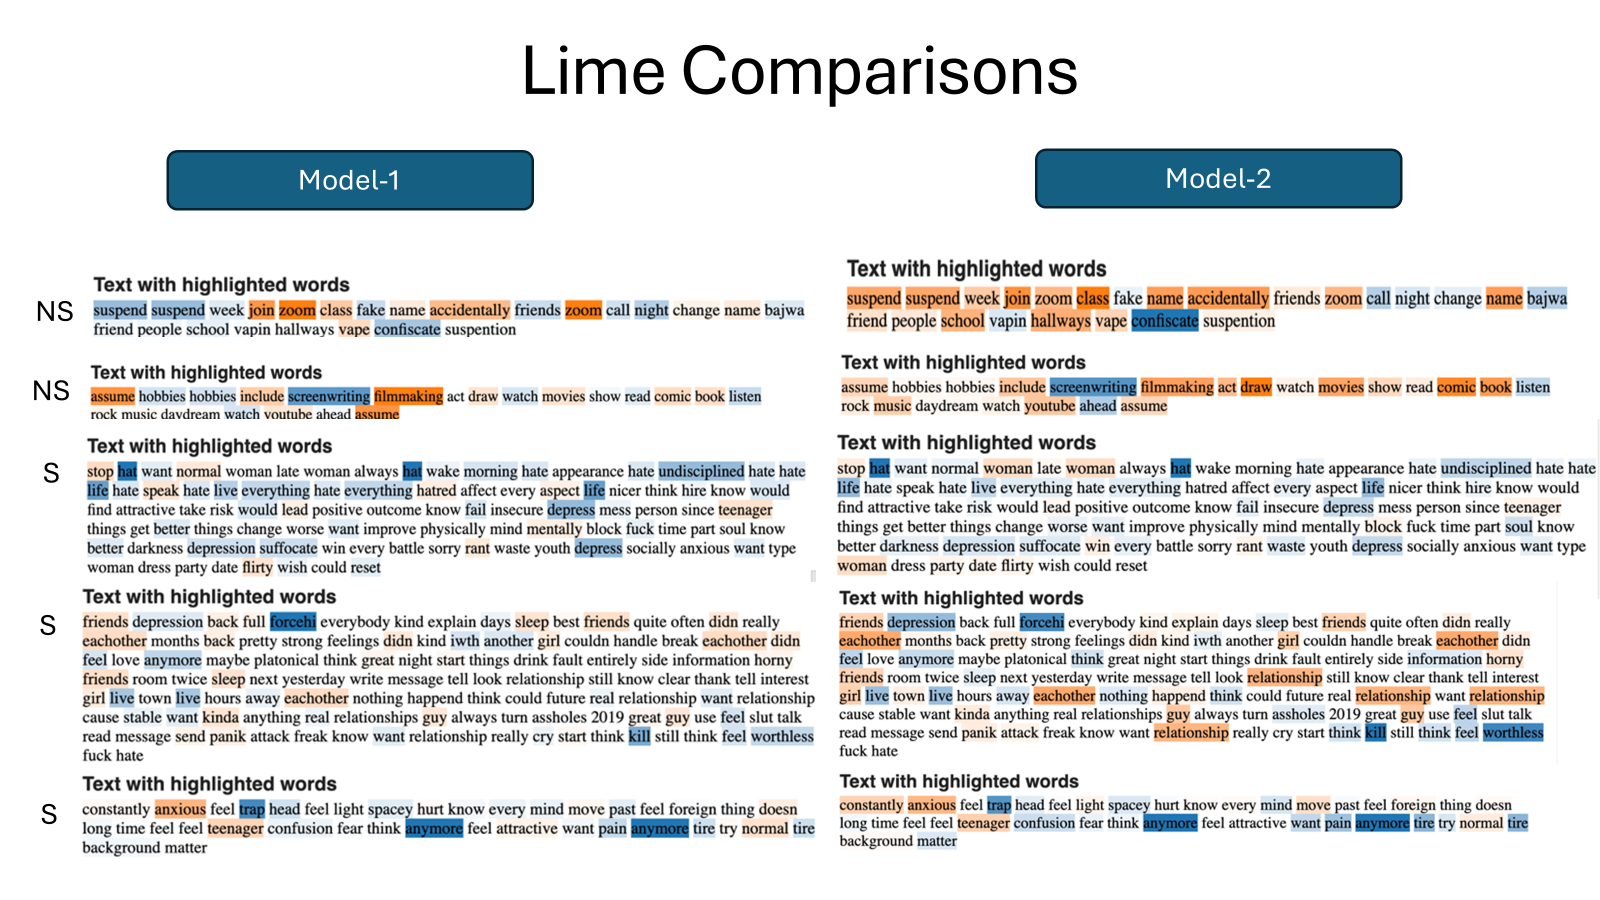 Lime Comparisons
Model-1
Model-2
NS
Text with highlighted words
suspend suspend week join zoom class fake name accidentally friends zoom call night change name bajwa
friend people school vapin hallways vape confiscate suspention
NS
Text with highlighted words
assume hobbies hobbies include screenwriting filmmaking act draw watch movies show read comic book listen
rock music daydream watch youtube ahead assume
S
Text with highlighted words
stop hat want normal woman late woman always hat wake morning hate appearance hate undisciplined hate hate
life hate speak hate live everything hate everything hatred affect every aspect life nicer think hire know would
find attractive take risk would lead positive outcome know fail insecure depress mess person since teenager
things get better things change worse want improve physically mind mentally block fuck time part soul know
better darkness depression suffocate win every battle sorry rant waste youth depress socially anxious want type
woman dress party date flirty wish could reset
S
Text with highlighted words
friends depression back full forcehi everybody kind explain days sleep best friends quite often didn really
eachother months back pretty strong feelings didn kind iwth another girl couldn handle break eachother didn
feel love anymore maybe platonical think great night start things drink fault entirely side information horny
friends room twice sleep next yesterday write message tell look relationship still know clear thank tell interest
girl live town live hours away eachother nothing happend think could future real relationship want relationship
cause stable want kinda anything real relationships guy always turn assholes 2019 great guy use feel slut talk
read message send panik attack freak know want relationship really cry start think kill still think feel worthless
fuck hate
S
Text with highlighted words
constantly anxious feel trap head feel light spacey hurt know every mind move past feel foreign thing doesn
long time feel feel teenager confusion fear think anymore feel attractive want pain anymore tire try normal tire
background matter
Text with highlighted words
suspend suspend week join zoom class fake name accidentally friends zoom call night change name bajwa
friend people school vapin hallways vape confiscate suspention
Text with highlighted words
assume hobbies hobbies include screenwriting filmmaking act draw watch movies show read comic book listen
rock music daydream watch youtube ahead assume
Text with highlighted words
stop hat want normal woman late woman always hat wake morning hate appearance hate undisciplined hate hate
life hate speak hate live everything hate everything hatred affect every aspect life nicer think hire know would
find attractive take risk would lead positive outcome know fail insecure depress mess person since teenager
things get better things change worse want improve physically mind mentally block fuck time part soul know
better darkness depression suffocate win every battle sorry rant waste youth depress socially anxious want type
woman dress party date flirty wish could reset
Text with highlighted words
friends depression back full forcehi everybody kind explain days sleep best friends quite often didn really
eachother months back pretty strong feelings didn kind iwth another girl couldn handle break eachother didn
feel love anymore maybe platonical think great night start things drink fault entirely side information horny
friends room twice sleep next yesterday write message tell look relationship still know clear thank tell interest
girl live town live hours away eachother nothing happend think could future real relationship want relationship
cause stable want kinda anything real relationships guy always turn assholes 2019 great guy use feel slut talk
read message send panik attack freak know want relationship really cry start think kill still think feel worthless
fuck hate
Text with highlighted words
constantly anxious feel trap head feel light spacey hurt know every mind move past feel foreign thing doesn
long time feel feel teenager confusion fear think anymore feel attractive want pain anymore tire try normal tire
background matter